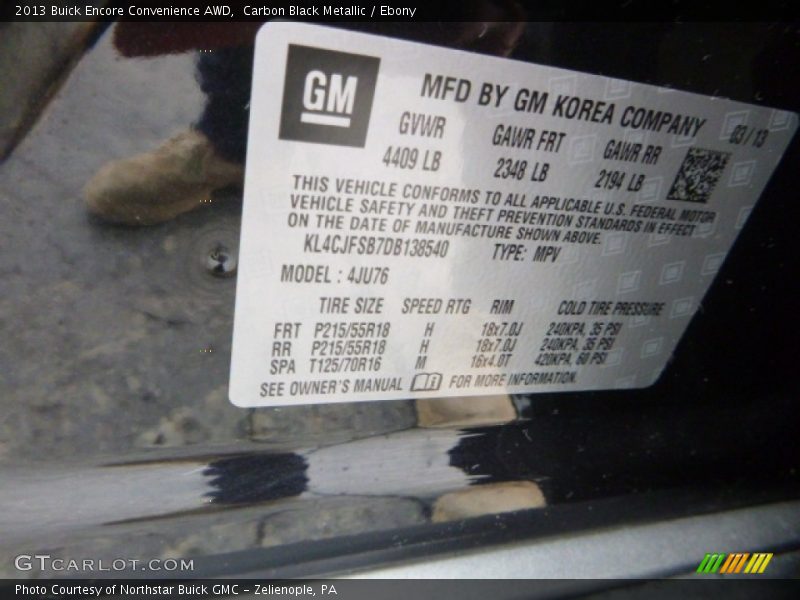 2013 Buick Encore Convenience AWD, Carbon Black Metallic / Ebony
GM
MFD BY GM KOREA COMPANY
03/13
GVWR GAWR FRT GAWR RR
4409 LB 2348 LB 2194 LB
THIS VEHICLE CONFORMS TO ALL APPLICABLE U.S. FEDERAL MOTOR
VEHICLE SAFETY AND THEFT PREVENTION STANDARDS IN EFFECT
ON THE DATE OF MANUFACTURE SHOWN ABOVE.
KL4CJFSB7DB138540 TYPE: MPV
MODEL : 4JU76
TIRE SIZE SPEED RTG RIM COLD TIRE PRESSURE
FRT P215/55R18 H 18x7.0J 240KPA, 35 PSI
RR P215/55R18 H 18x7.0J 240KPA, 35 PSI
SPA T125/70R16 M 16x4.0T 420KPA, 60 PSI
SEE OWNER'S MANUAL FOR MORE INFORMATION.
GTCARLOT.COM
Photo Courtesy of Northstar Buick GMC - Zelienople, PA